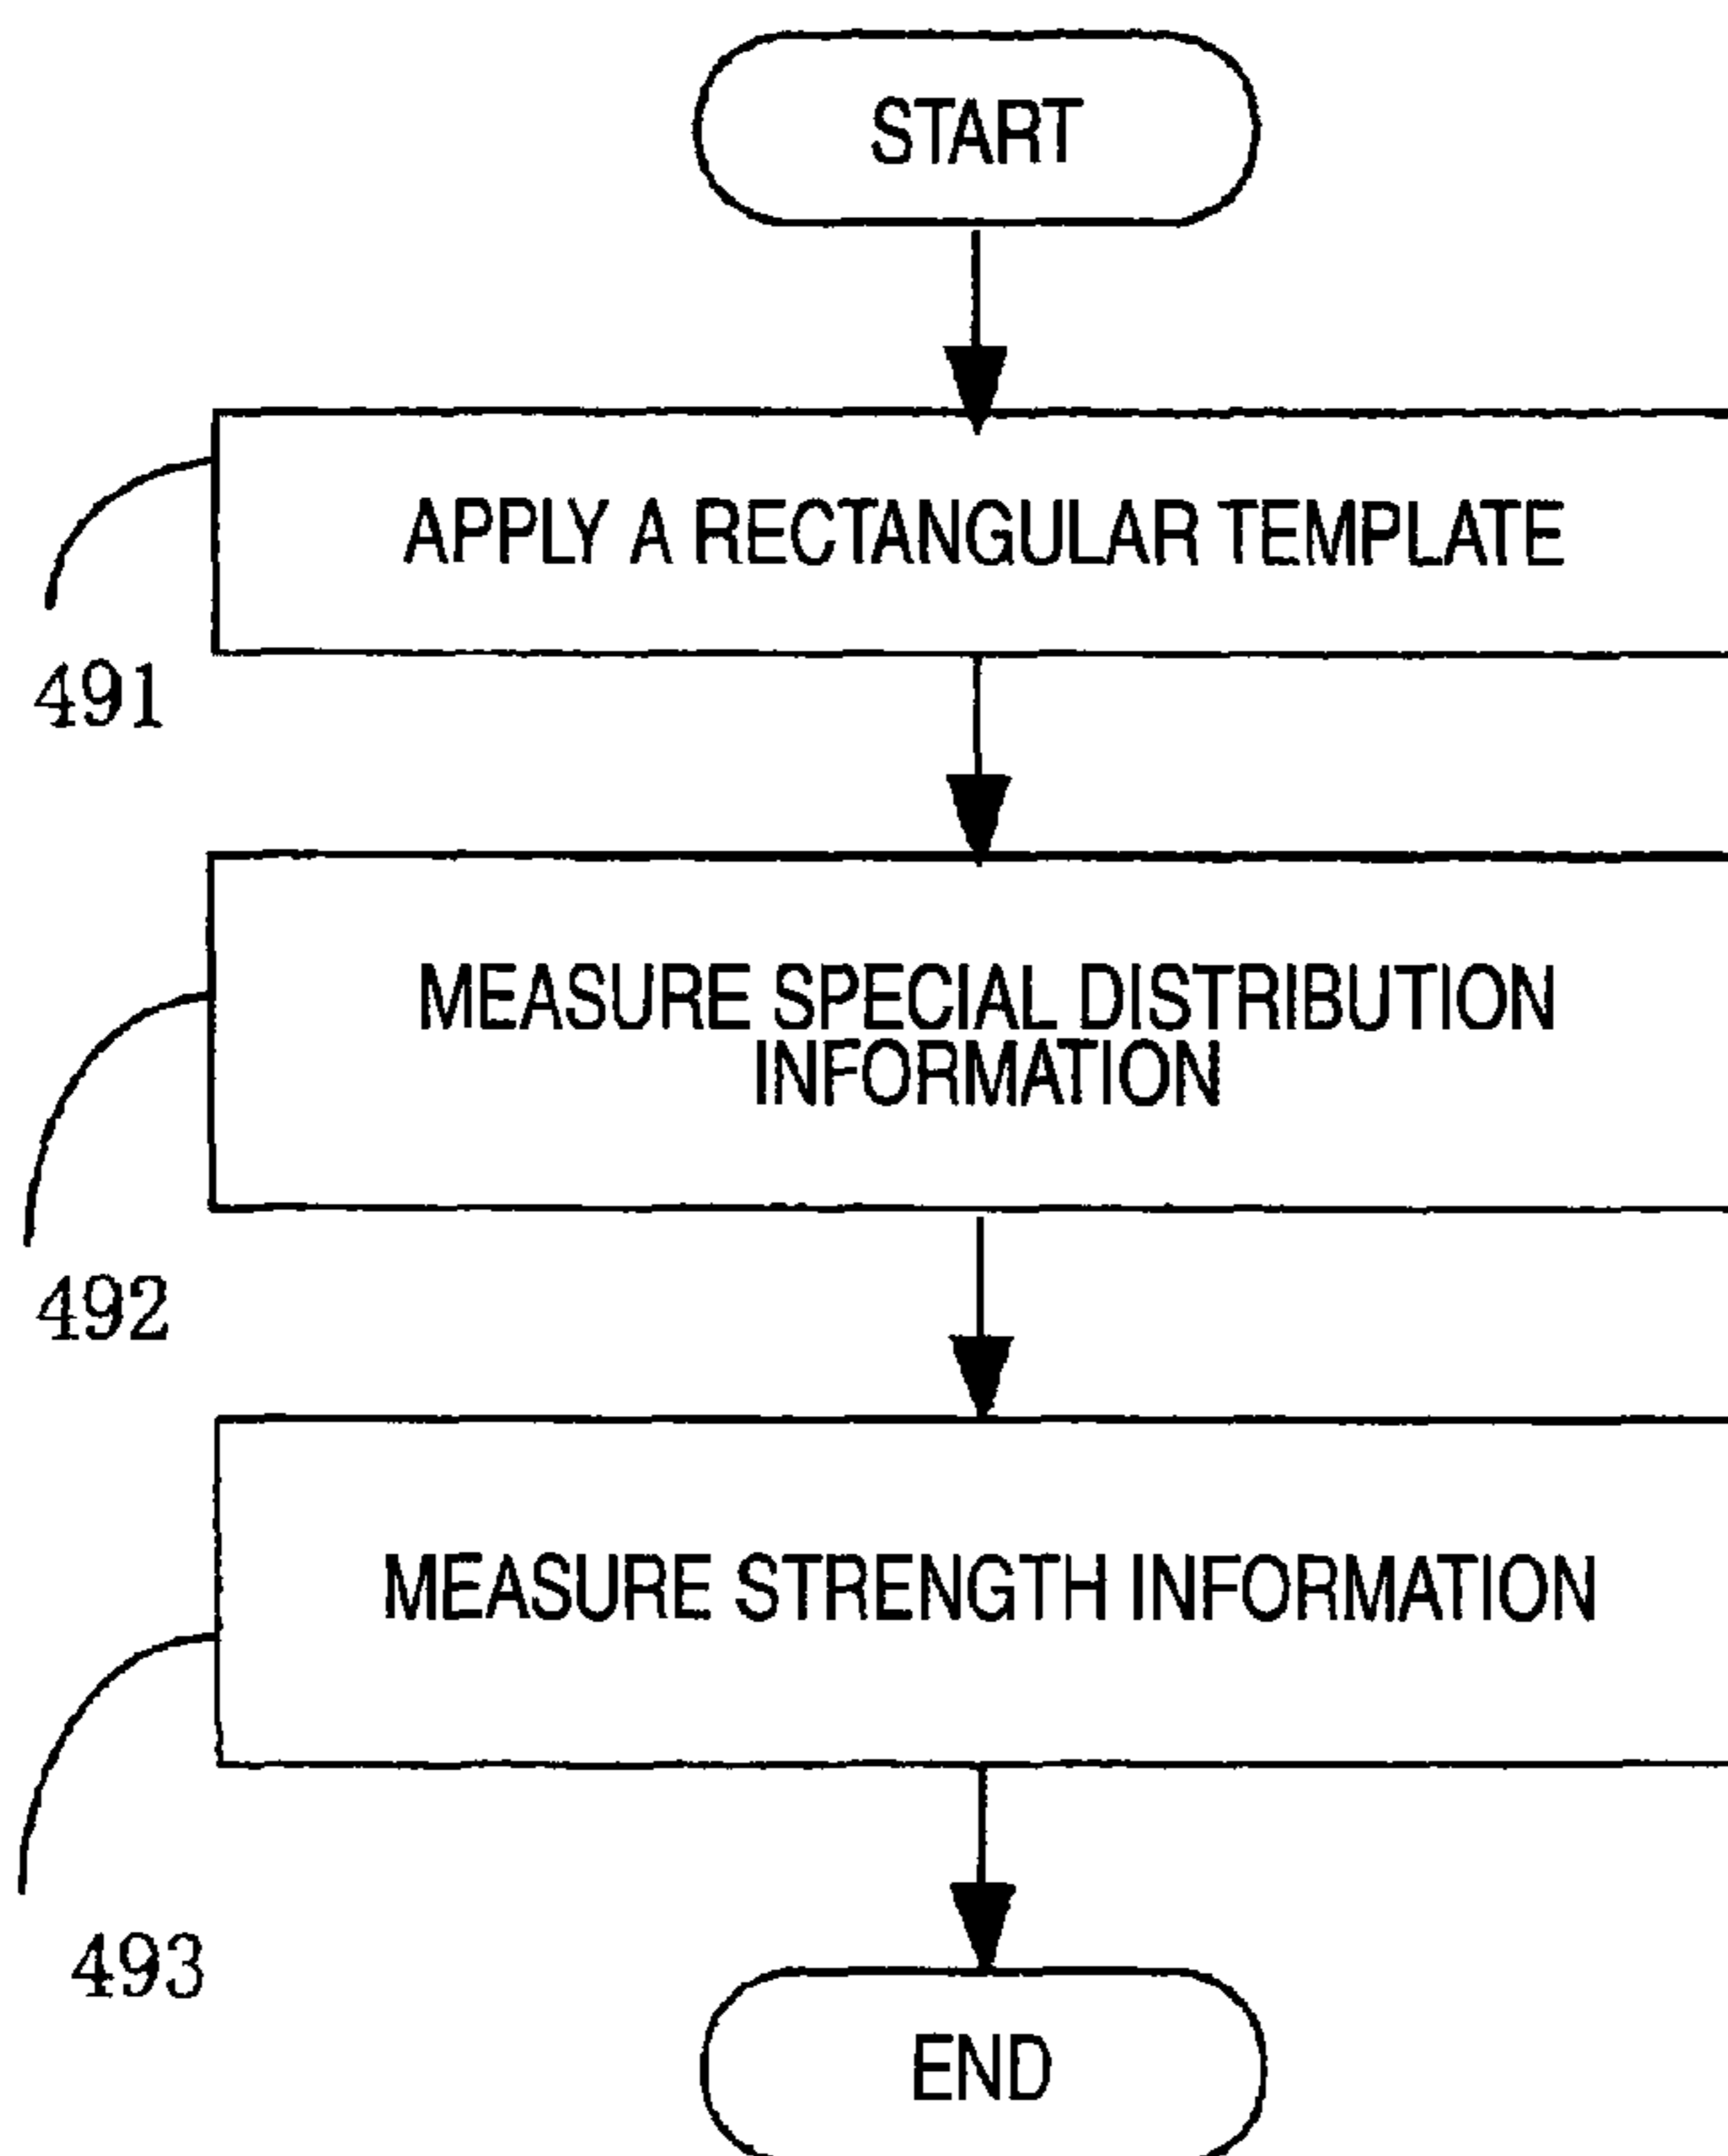 START
APPLY A RECTANGULAR TEMPLATE
491
MEASURE SPECIAL DISTRIBUTION
INFORMATION
492
MEASURE STRENGTH INFORMATION
493
END